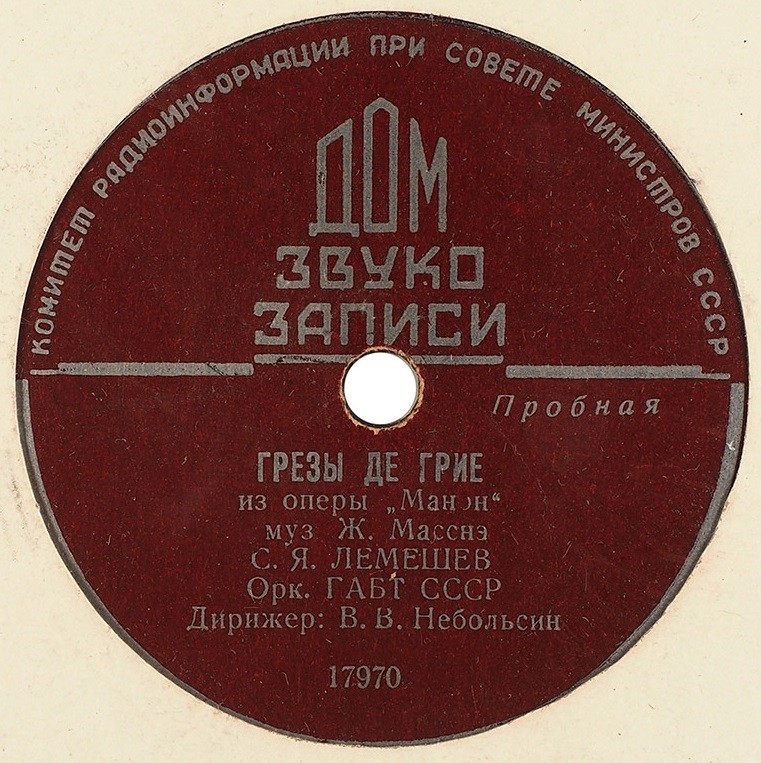 КОМИТЕТ РАДИОИНФОРМАЦИИ ПРИ СОВЕТЕ МИНИСТРОВ СССР
ДОМ
ЗВУКО
ЗАПИСИ
Пробная
ГРЕЗЫ ДЕ ГРИЕ
из оперы „Манон“
муз Ж. Масснэ
С. Я. ЛЕМЕШЕВ
Орк. ГАБТ СССР
Дирижер: В. В. Небольсин
17970